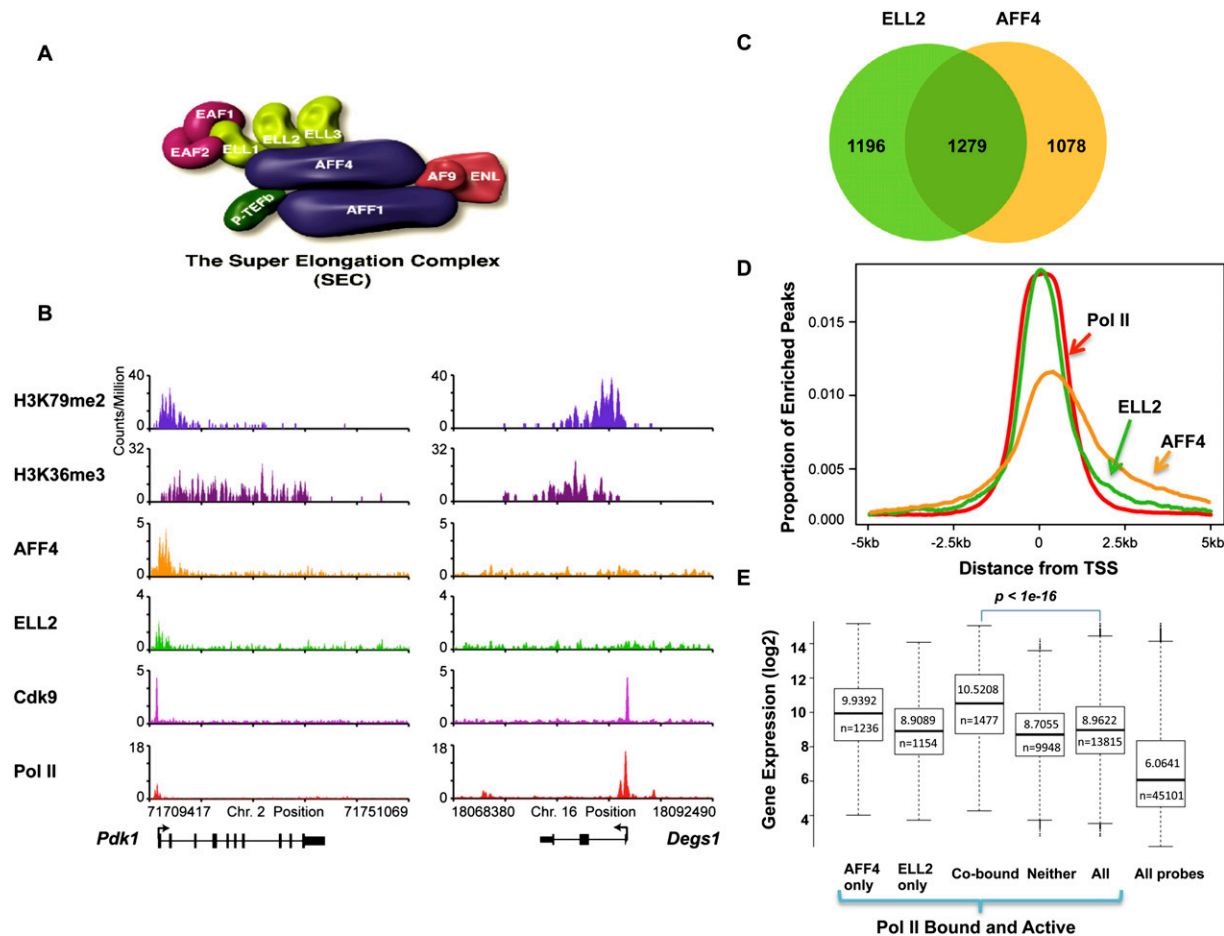 A
EAF1
EAF2
ELL1
ELL2
ELL3
AFF4
AF9
ENL
P-TEFb
AFF1
The Super Elongation Complex
(SEC)
B
Counts/Million
H3K79me2
40
0
40
0
H3K36me3
32
0
32
0
AFF4
5
0
5
0
ELL2
4
0
4
0
Cdk9
5
0
5
0
Pol II
18
0
18
0
71709417 Chr. 2 Position 71751069
18068380 Chr. 16 Position 18092490
Pdk1
Degs1
C
ELL2
AFF4
1196
1279
1078
D
Proportion of Enriched Peaks
0.015
0.010
0.005
0.000
Pol II
ELL2
AFF4
-5kb
-2.5kb
0
2.5kb
5kb
Distance from TSS
E
p < 1e-16
Gene Expression (log2)
14
12
10
8
6
4
9.9392
n=1236
8.9089
n=1154
10.5208
n=1477
8.7055
n=9948
8.9622
n=13815
6.0641
n=45101
AFF4
only
ELL2
only
Co-bound
Neither
All
All probes
Pol II Bound and Active